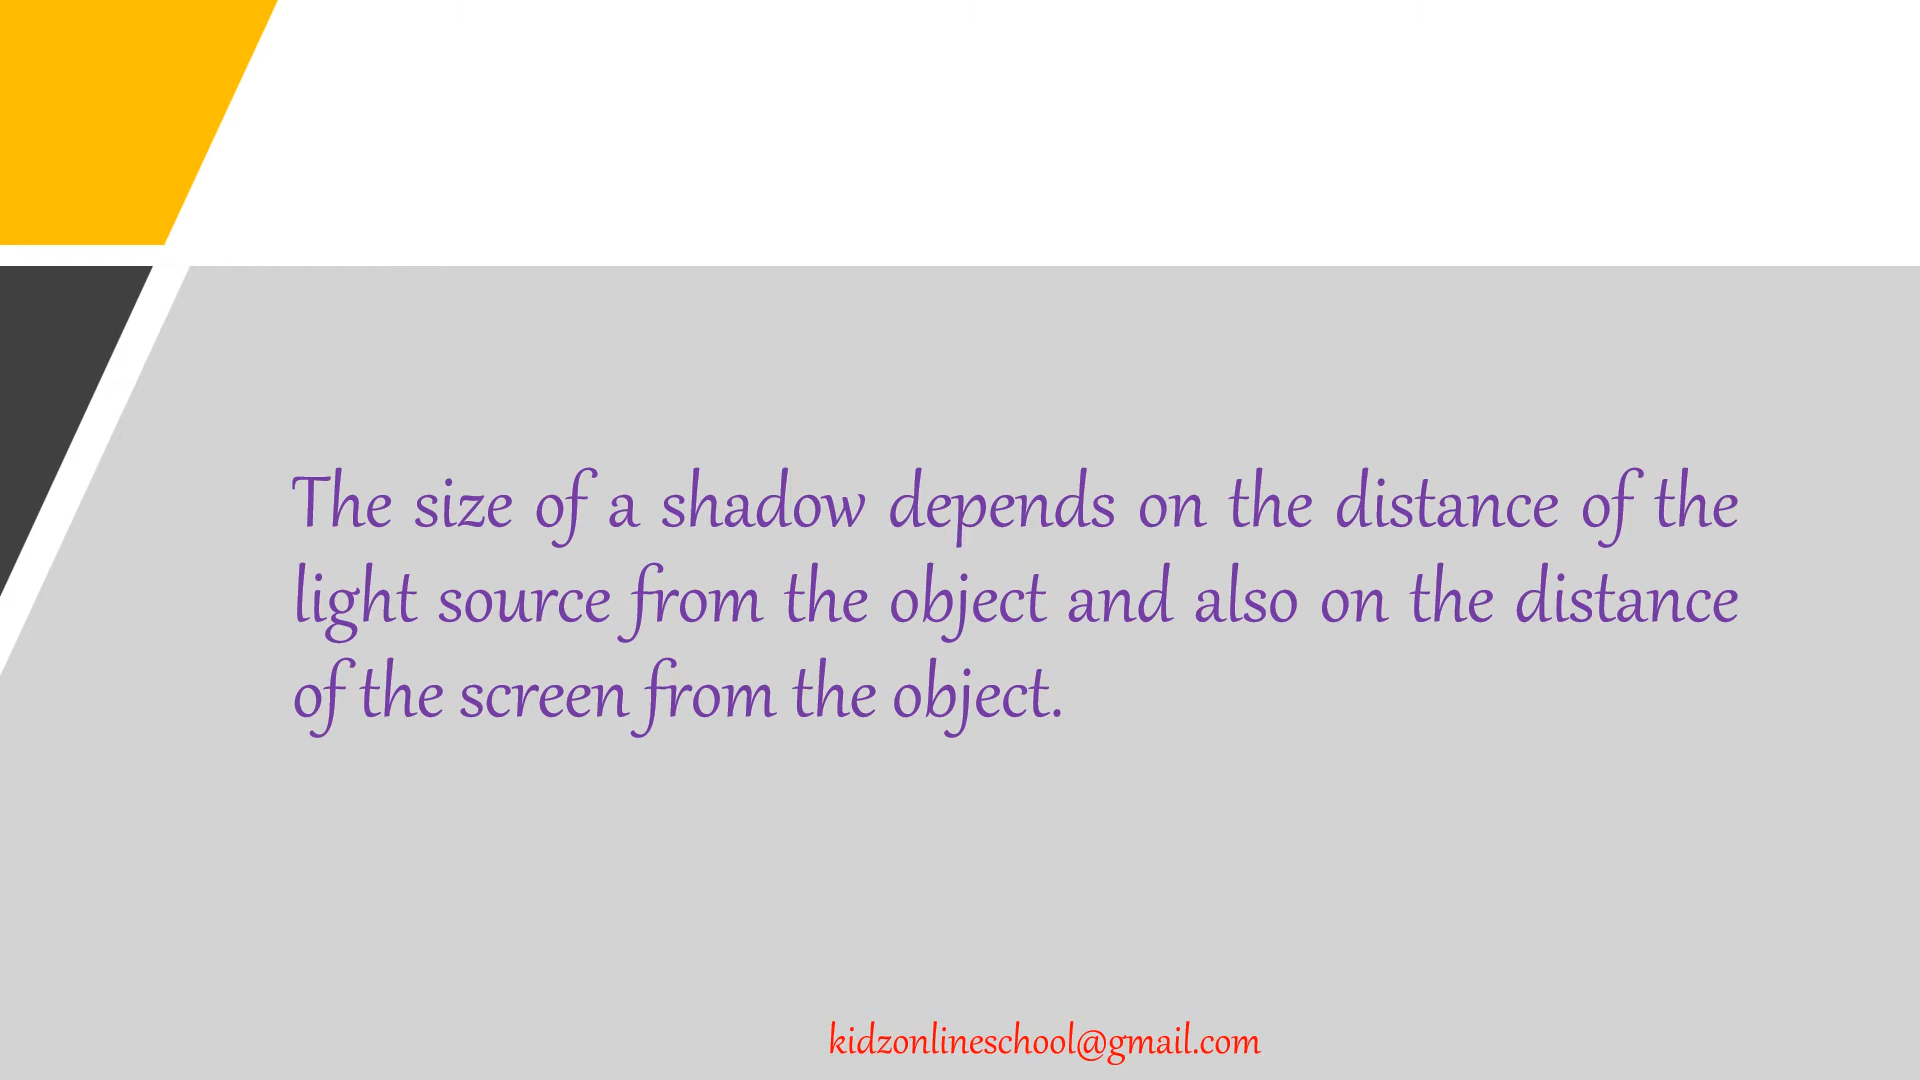 The size of a shadow depends on the distance of the
light source from the object and also on the distance
of the screen from the object.
kidzonlineschool@gmail.com